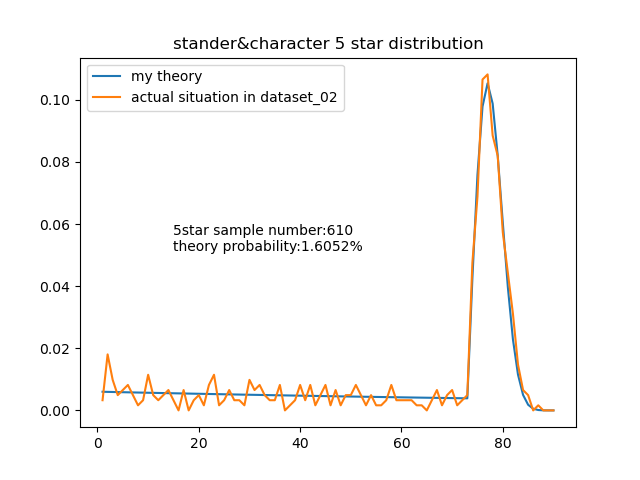 stander&character 5 star distribution
my theory
actual situation in dataset_02
0.10
0.08
0.06
0.04
0.02
0.00
5star sample number:610
theory probability:1.6052%
0
20
40
60
80